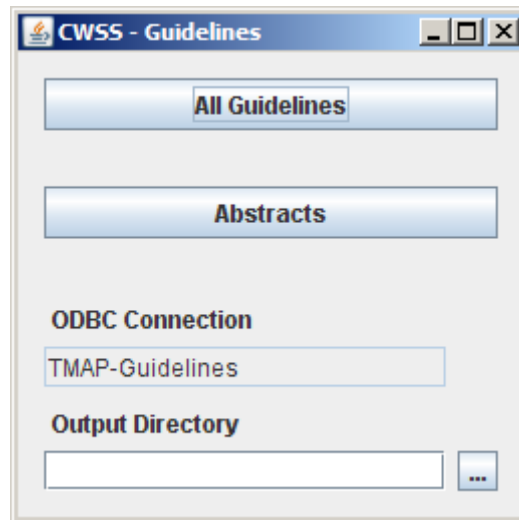 CWSS - Guidelines
All Guidelines
Abstracts
ODBC Connection
TMAP-Guidelines
Output Directory
...